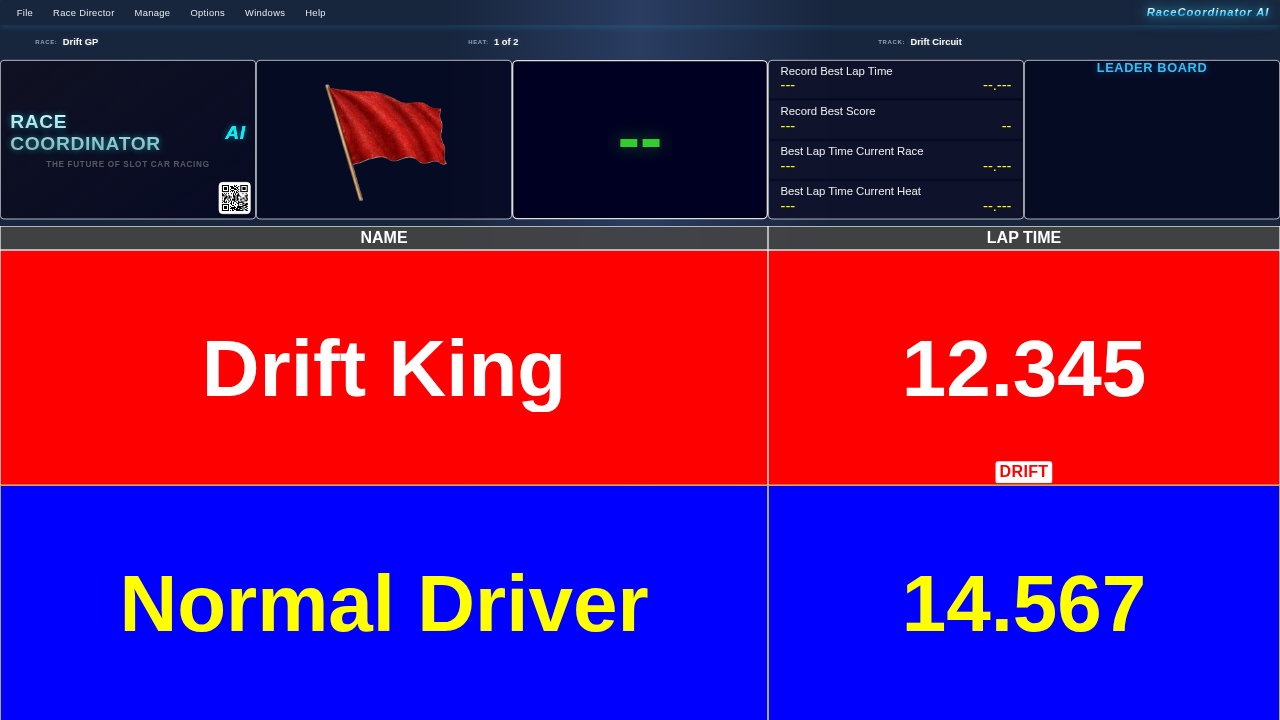 File Race Director Manage Options Windows Help RaceCoordinator AI
RACE: Drift GP HEAT: 1 of 2 TRACK: Drift Circuit
RACE
COORDINATOR
AI
THE FUTURE OF SLOT CAR RACING
--
Record Best Lap Time
--- --.---
Record Best Score
--- --
Best Lap Time Current Race
--- --.---
Best Lap Time Current Heat
--- --.---
LEADER BOARD
NAME LAP TIME
Drift King 12.345
DRIFT
Normal Driver 14.567